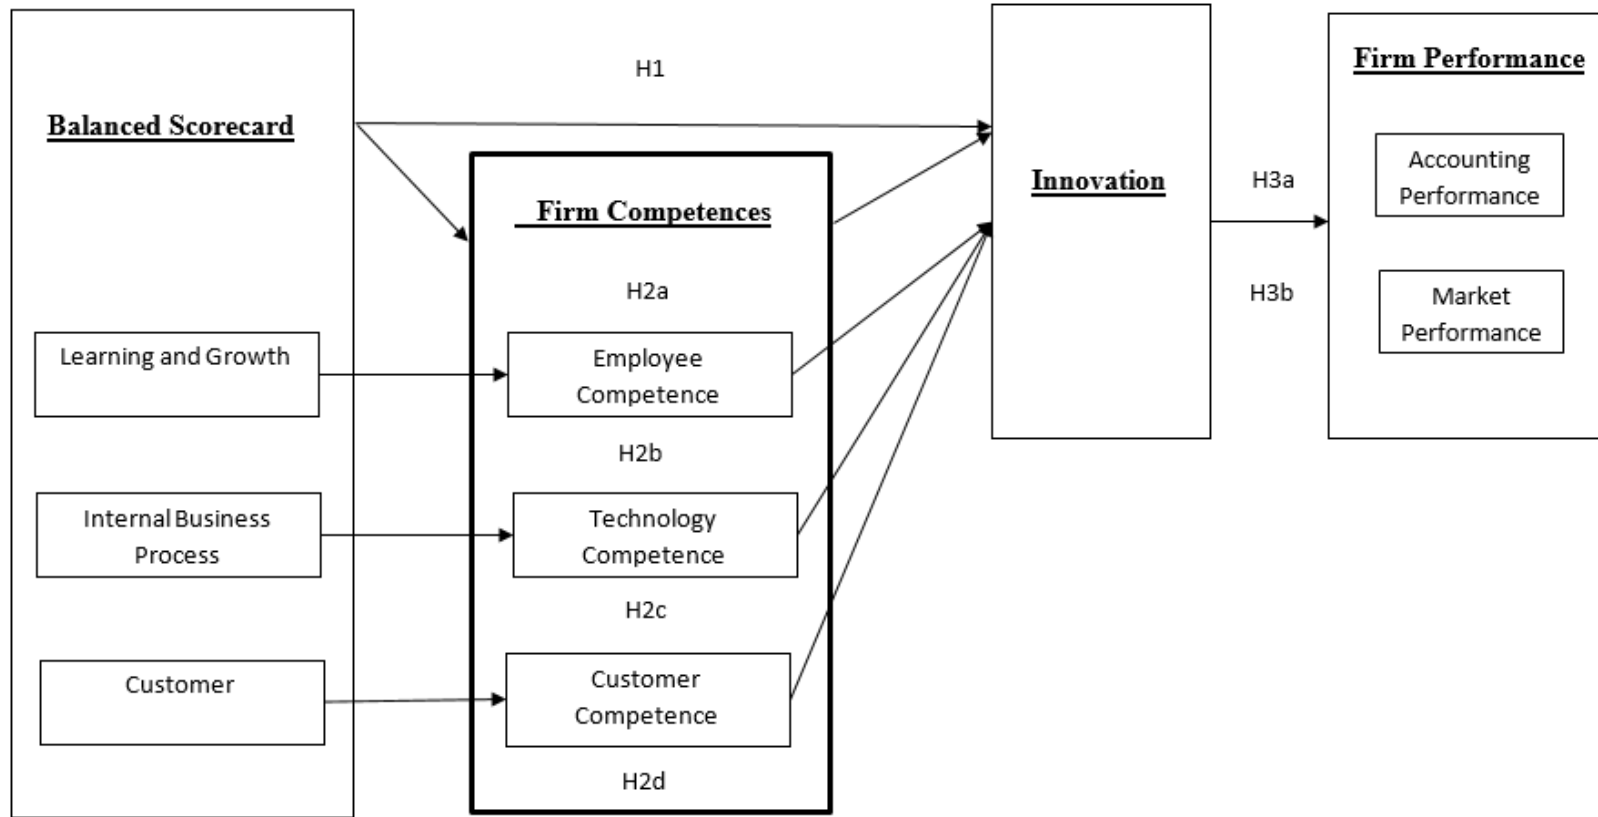 H1
Balanced Scorecard
Learning and Growth
Internal Business
Process
Customer
Firm Competences
H2a
Employee
Competence
H2b
Technology
Competence
H2c
Customer
Competence
H2d
Innovation
H3a
H3b
Firm Performance
Accounting
Performance
Market
Performance